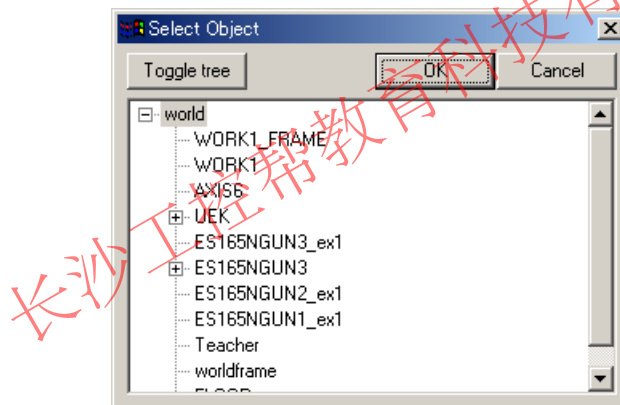 Select Object
Toggle tree
OK
Cancel
world
WORK1_FRAME
WORK1
AXIS6
UEK
ES165NGUN3_ex1
ES165NGUN3
ES165NGUN2_ex1
ES165NGUN1_ex1
Teacher
worldframe
FLOOR
长沙工控帮教育科技有